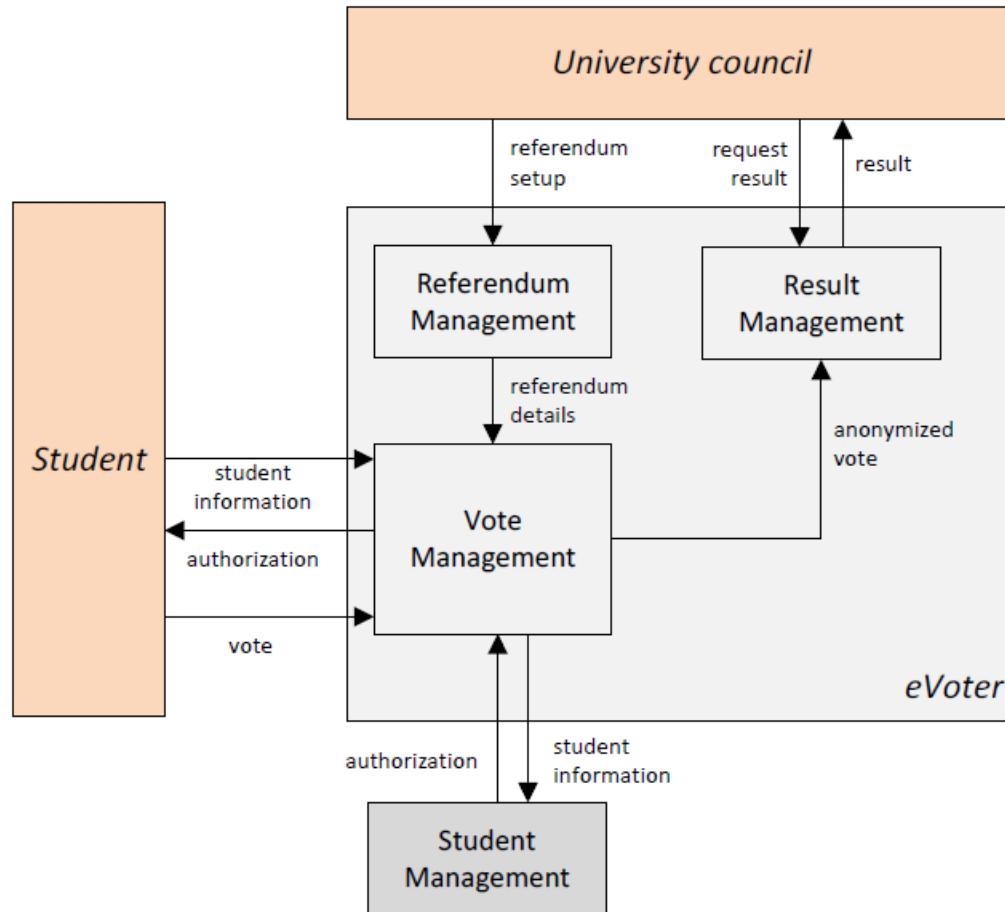 University council
referendum
setup
request
result
result
Referendum
Management
Result
Management
referendum
details
Student
student
information
authorization
vote
Vote
Management
anonymized
vote
eVoter
authorization
student
information
Student
Management